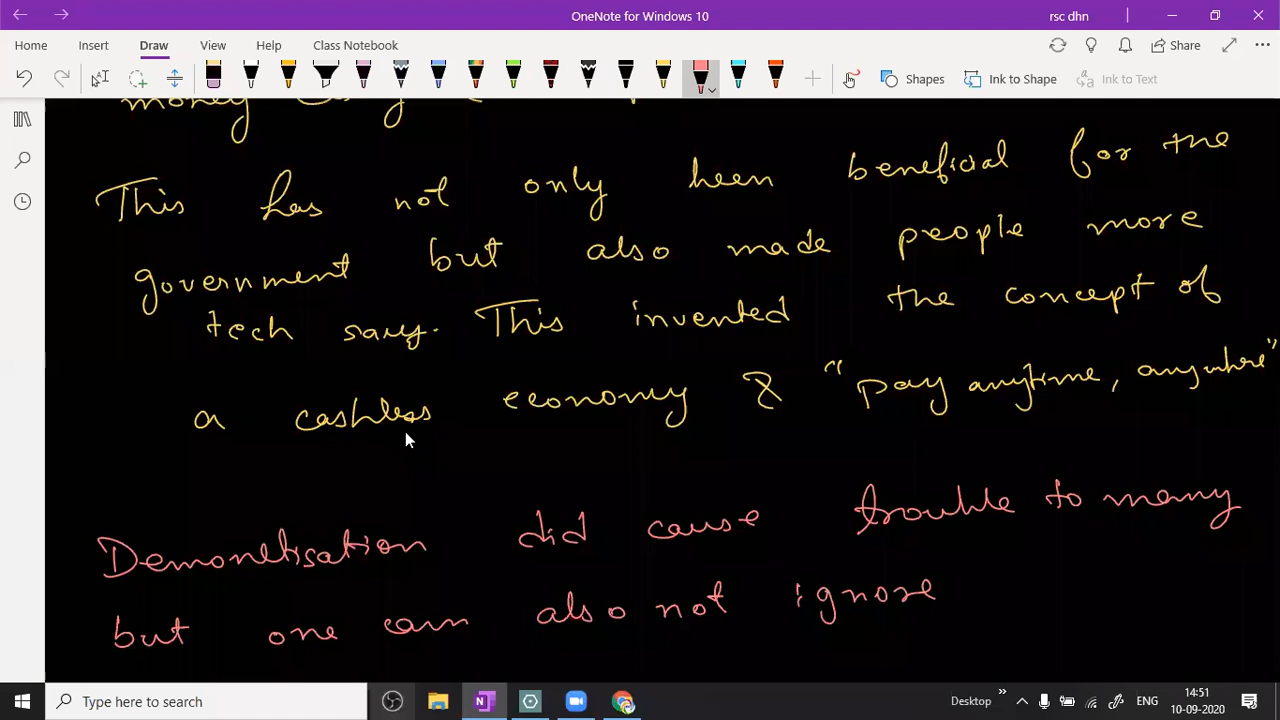 OneNote for Windows 10
rsc dhn
Home Insert Draw View Help Class Notebook
Share
Shapes Ink to Shape Ink to Text
money
This has not only been beneficial for the
government but also made people more
tech savy. This invented the concept of
a cashless economy & "pay anytime, anywhere"
Demonetisation did cause trouble to many
but one can also not ignore
Type here to search
Desktop ENG 14:51
10-09-2020